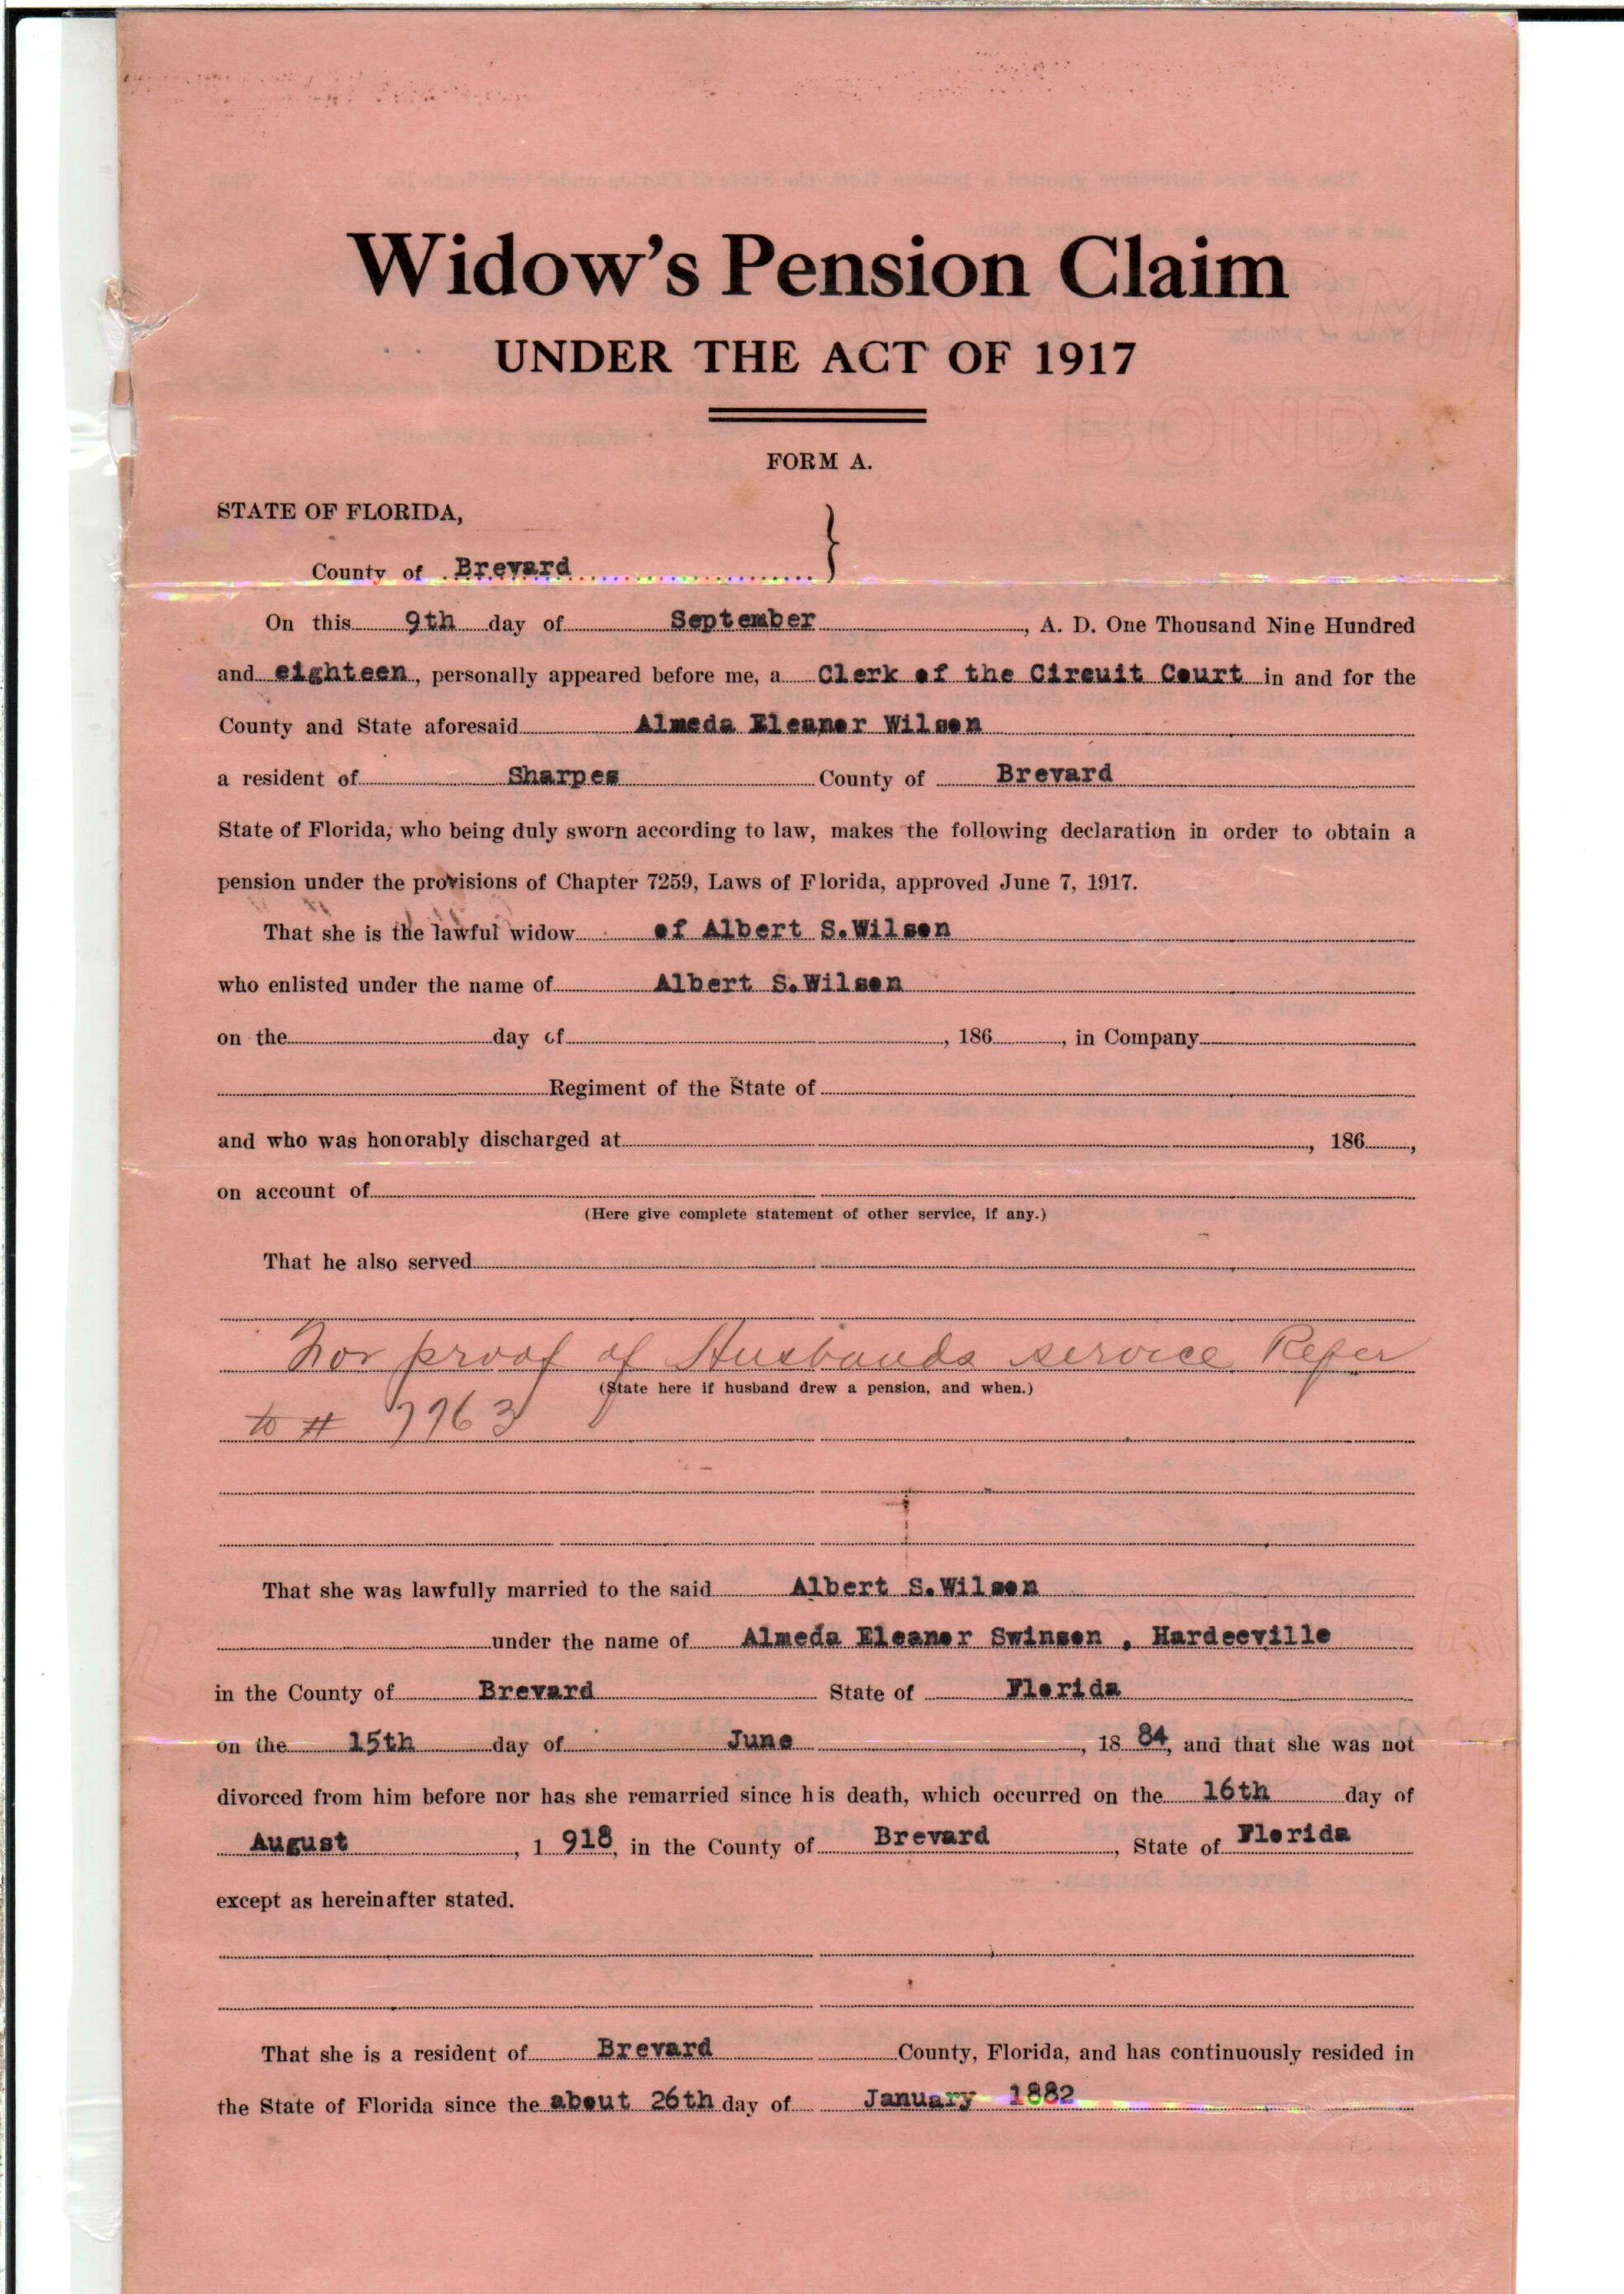 Widow's Pension Claim
UNDER THE ACT OF 1917
FORM A.
STATE OF FLORIDA,
County of Brevard
On this 9th day of September, A. D. One Thousand Nine Hundred
and eighteen, personally appeared before me, a Clerk of the Circuit Court in and for the
County and State aforesaid Almeda Eleanor Wilson
a resident of Sharpes County of Brevard
State of Florida, who being duly sworn according to law, makes the following declaration in order to obtain a
pension under the provisions of Chapter 7259, Laws of Florida, approved June 7, 1917.
That she is the lawful widow of Albert S. Wilson
who enlisted under the name of Albert S. Wilson
on the day of , 186 , in Company
Regiment of the State of
and who was honorably discharged at , 186 ,
on account of
(Here give complete statement of other service, if any.)
That he also served
For proof of Husbands service Refer
(State here if husband drew a pension, and when.)
to # 7763
That she was lawfully married to the said Albert S. Wilson
under the name of Almeda Eleanor Swinson , Hardeeville
in the County of Brevard State of Florida
on the 15th day of June , 18 84, and that she was not
divorced from him before nor has she remarried since his death, which occurred on the 16th day of
August , 1 918, in the County of Brevard , State of Florida
except as hereinafter stated.
That she is a resident of Brevard County, Florida, and has continuously resided in
the State of Florida since the about 26th day of January 1882